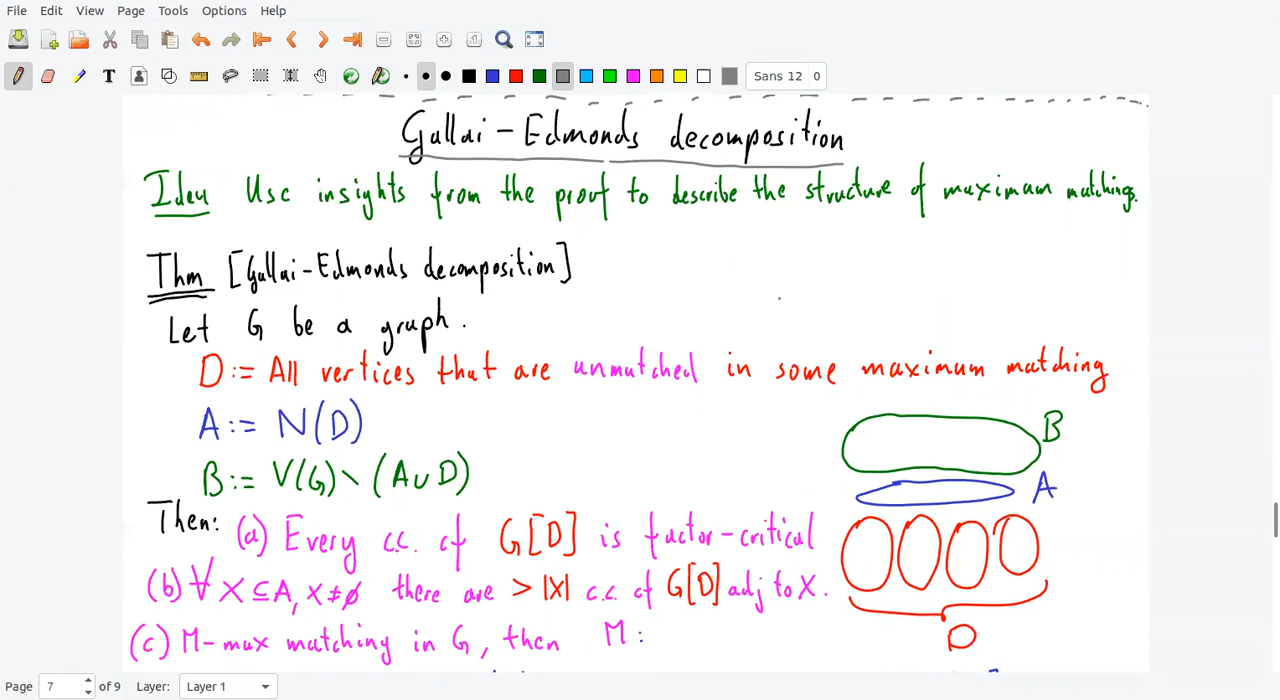 File Edit View Page Tools Options Help
Sans 12 0
Gallai-Edmonds decomposition
Idea Use insights from the proof to describe the structure of maximum matchings.
Thm [Gallai-Edmonds decomposition]
Let G be a graph.
D := All vertices that are unmatched in some maximum matching
A := N(D)
B := V(G) \ (A ∪ D)
B
A
D
Then: (a) Every c.c. of G[D] is factor-critical
(b) ∀ X ⊆ A, X ≠ ∅ there are > |X| c.c. of G[D] adj to X.
(c) M-max matching in G, then M:
Page 7 of 9 Layer: Layer 1